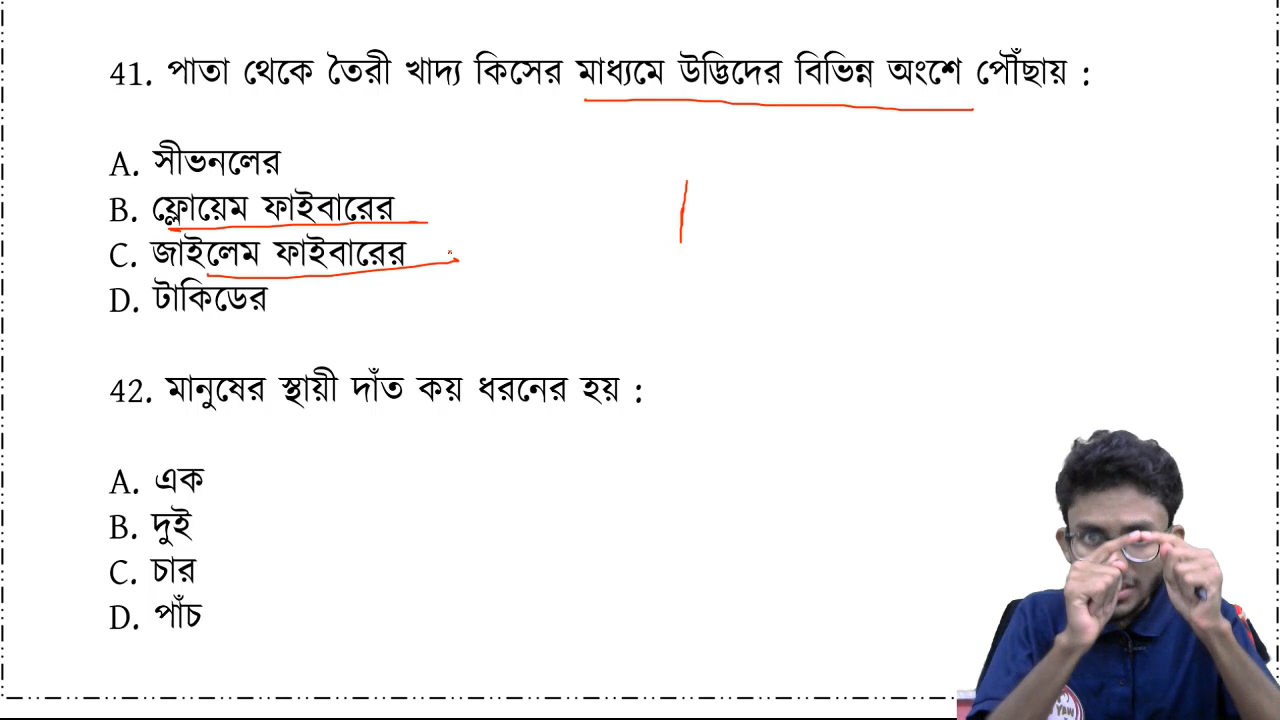 41. পাতা থেকে তৈরী খাদ্য কিসের মাধ্যমে উদ্ভিদের বিভিন্ন অংশে পৌঁছায় :
A. সীভনলের
B. ফ্লোয়েম ফাইবারের
C. জাইলেম ফাইবারের
D. টাকিডের
42. মানুষের স্থায়ী দাঁত কয় ধরনের হয় :
A. এক
B. দুই
C. চার
D. পাঁচ